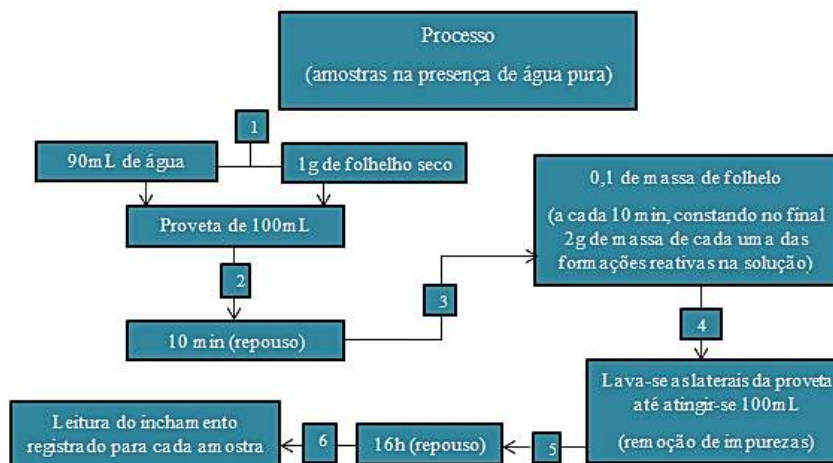 Processo
(amostras na presença de água pura)
1
90mL de água
1g de folhelho seco
Proveta de 100mL
2
10 min (repouso)
3
0,1 de massa de folhelo
(a cada 10 min, constando no final
2g de massa de cada uma das
formações reativas na solução)
4
Lava-se as laterais da proveta
até atingir-se 100mL
(remoção de impurezas)
5
16h (repouso)
6
Leitura do inchamento
registrado para cada amostra